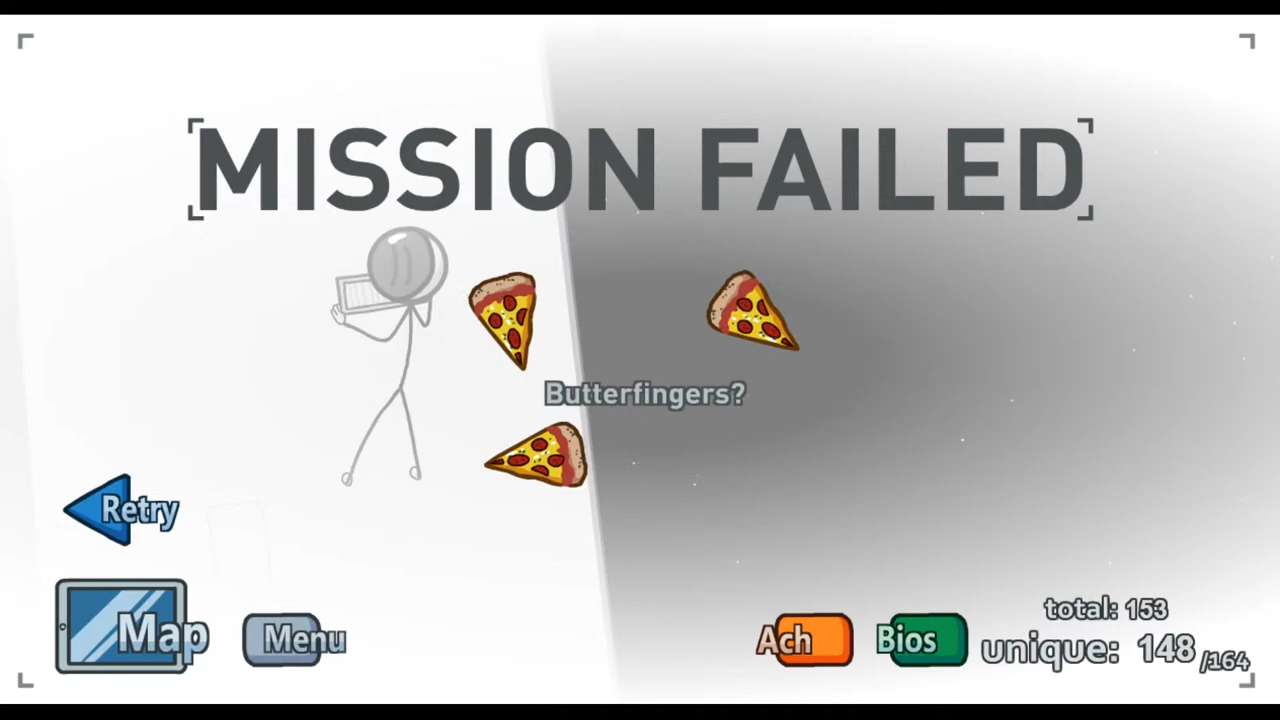 MISSION FAILED
Butterfingers?
Retry
Map
Menu
Ach
Bios
total: 153
unique: 148 /164